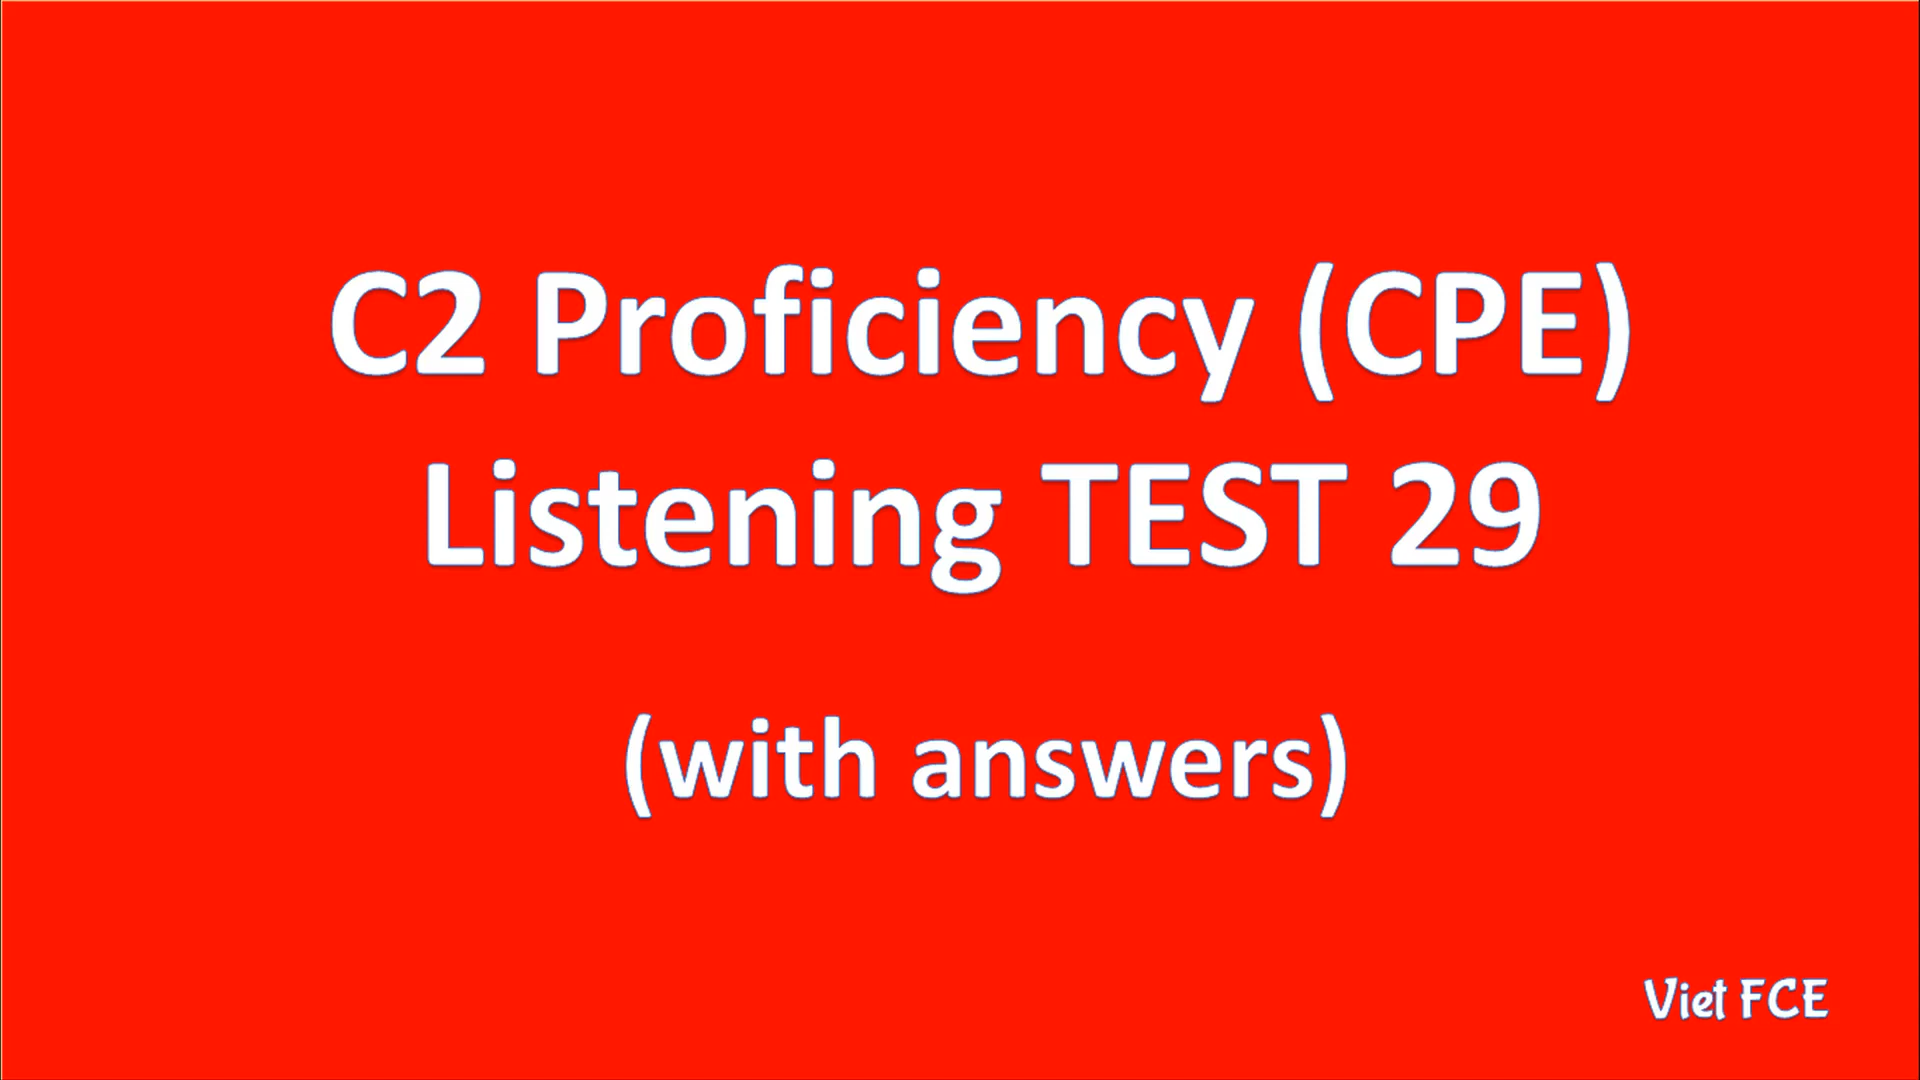 C2 Proficiency (CPE)
Listening TEST 29
(with answers)
Viet FCE